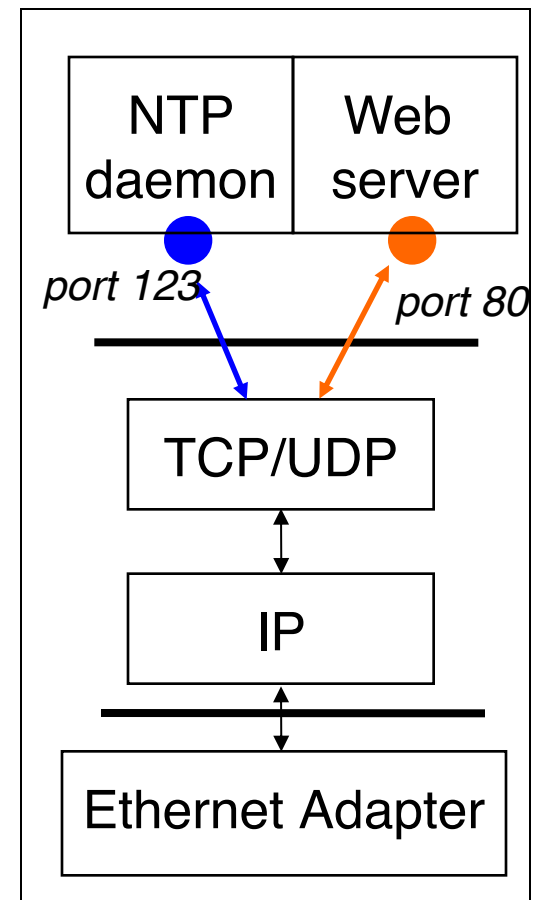 NTP
daemon
Web
server
port 123
port 80
TCP/UDP
IP
Ethernet Adapter